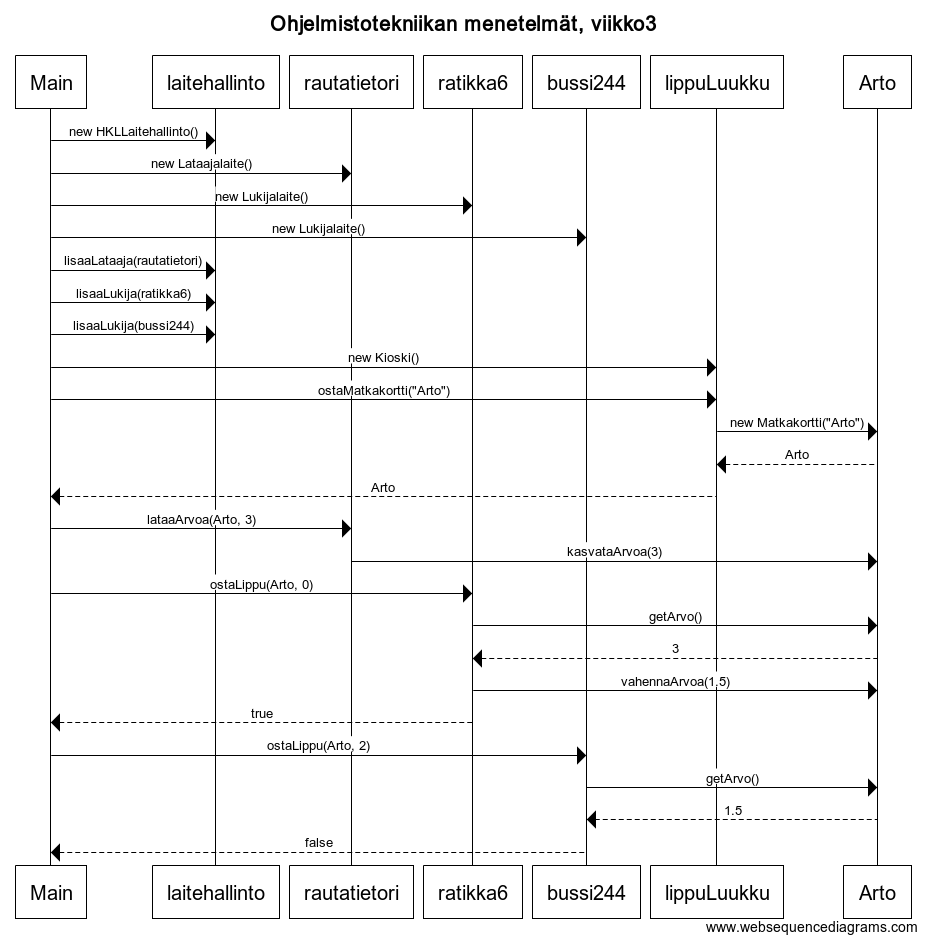 Ohjelmistotekniikan menetelmät, viikko3
Main laitehallinto rautatietori ratikka6 bussi244 lippuLuukku Arto
new HKLLaitehallinto()
new Lataajalaite()
new Lukijalaite()
new Lukijalaite()
lisaaLataaja(rautatietori)
lisaaLukija(ratikka6)
lisaaLukija(bussi244)
new Kioski()
ostaMatkakortti("Arto")
new Matkakortti("Arto")
Arto
Arto
lataaArvoa(Arto, 3)
kasvataArvoa(3)
ostaLippu(Arto, 0)
getArvo()
3
vahennaArvoa(1.5)
true
ostaLippu(Arto, 2)
getArvo()
1.5
false
Main laitehallinto rautatietori ratikka6 bussi244 lippuLuukku Arto
www.websequencediagrams.com